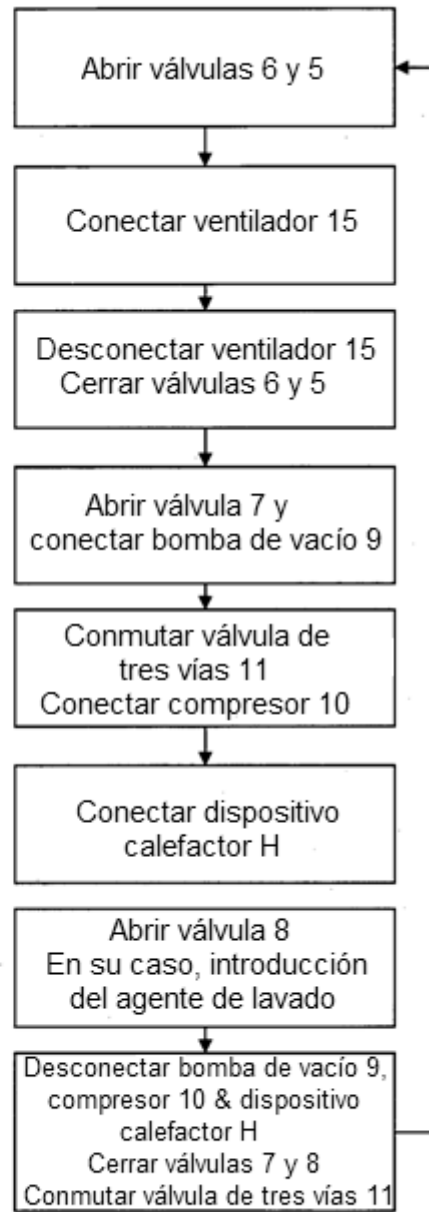 Abrir válvulas 6 y 5
Conectar ventilador 15
Desconectar ventilador 15
Cerrar válvulas 6 y 5
Abrir válvula 7 y
conectar bomba de vacío 9
Conmutar válvula de
tres vías 11
Conectar compresor 10
Conectar dispositivo
calefactor H
Abrir válvula 8
En su caso, introducción
del agente de lavado
Desconectar bomba de vacío 9,
compresor 10 & dispositivo
calefactor H
Cerrar válvulas 7 y 8
Conmutar válvula de tres vías 11